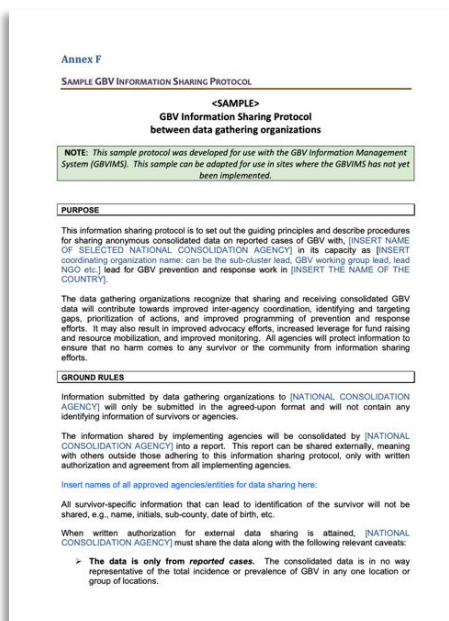 Annex F
SAMPLE GBV INFORMATION SHARING PROTOCOL
<SAMPLE>
GBV Information Sharing Protocol
between data gathering organizations
NOTE: This sample protocol was developed for use with the GBV Information Management
System (GBVIMS). This sample can be adapted for use in sites where the GBVIMS has not yet
been implemented.
PURPOSE
This information sharing protocol is to set out the guiding principles and describe procedures
for sharing anonymous consolidated data on reported cases of GBV with, [INSERT NAME
OF SELECTED NATIONAL CONSOLIDATION AGENCY] in its capacity as [INSERT
coordinating organization name: can be the sub-cluster lead, GBV working group lead, lead
NGO etc.] lead for GBV prevention and response work in [INSERT THE NAME OF THE
COUNTRY].
The data gathering organizations recognize that sharing and receiving consolidated GBV
data will contribute towards improved inter-agency coordination, identifying and targeting
gaps, prioritization of actions, and improved programming of prevention and response
efforts. It may also result in improved advocacy efforts, increased leverage for fund raising
and resource mobilization, and improved monitoring. All agencies will protect information to
ensure that no harm comes to any survivor or the community from information sharing
efforts.
GROUND RULES
Information submitted by data gathering organizations to [NATIONAL CONSOLIDATION
AGENCY] will only be submitted in the agreed-upon format and will not contain any
identifying information of survivors or agencies.
The information shared by implementing agencies will be consolidated by [NATIONAL
CONSOLIDATION AGENCY] into a report. This report can be shared externally, meaning
with others outside those adhering to this information sharing protocol, only with written
authorization and agreement from all implementing agencies.
Insert names of all approved agencies/entities for data sharing here:
All survivor-specific information that can lead to identification of the survivor will not be
shared, e.g., name, initials, sub-county, date of birth, etc.
When written authorization for external data sharing is attained, [NATIONAL
CONSOLIDATION AGENCY] must share the data along with the following relevant caveats:
➢ The data is only from reported cases. The consolidated data is in no way
representative of the total incidence or prevalence of GBV in any one location or
group of locations.